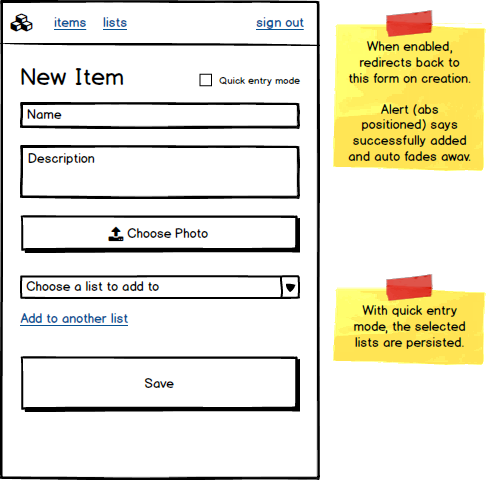 items lists sign out
New Item
Quick entry mode
Name
Description
Choose Photo
Choose a list to add to
Add to another list
Save
When enabled,
redirects back to
this form on creation.
Alert (abs
positioned) says
successfully added
and auto fades away.
With quick entry
mode, the selected
lists are persisted.